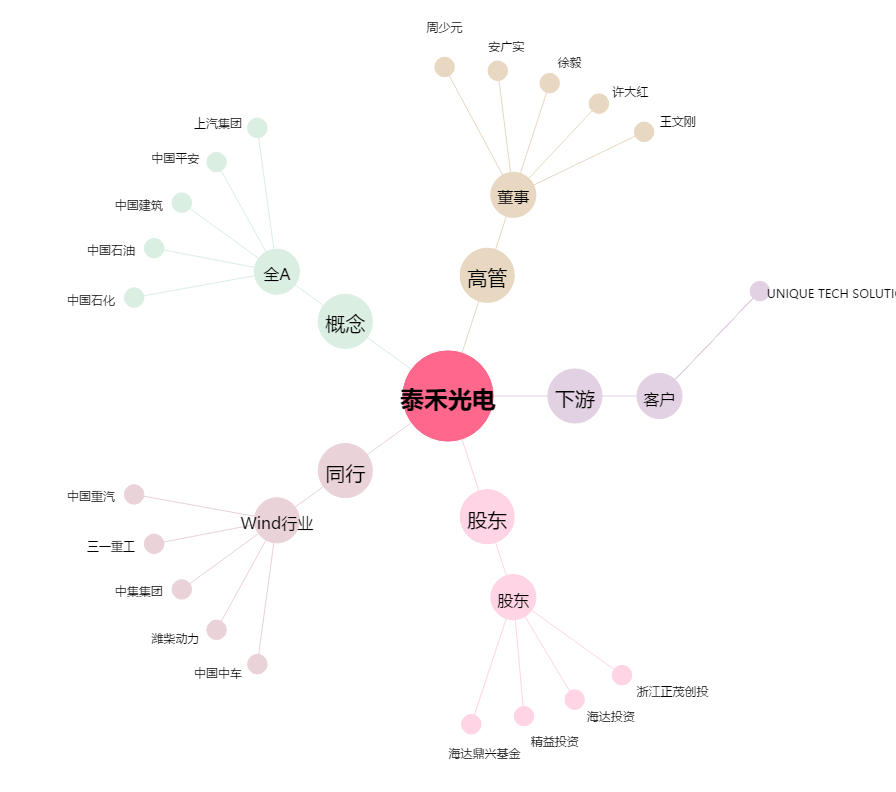 周少元
安广实
徐毅
许大红
王文刚
董事
高管
上汽集团
中国平安
中国建筑
中国石油
中国石化
全A
概念
泰禾光电
UNIQUE TECH SOLUTIO
下游
客户
同行
Wind行业
中国重汽
三一重工
中集集团
潍柴动力
中国中车
股东
股东
浙江正茂创投
海达投资
精益投资
海达鼎兴基金